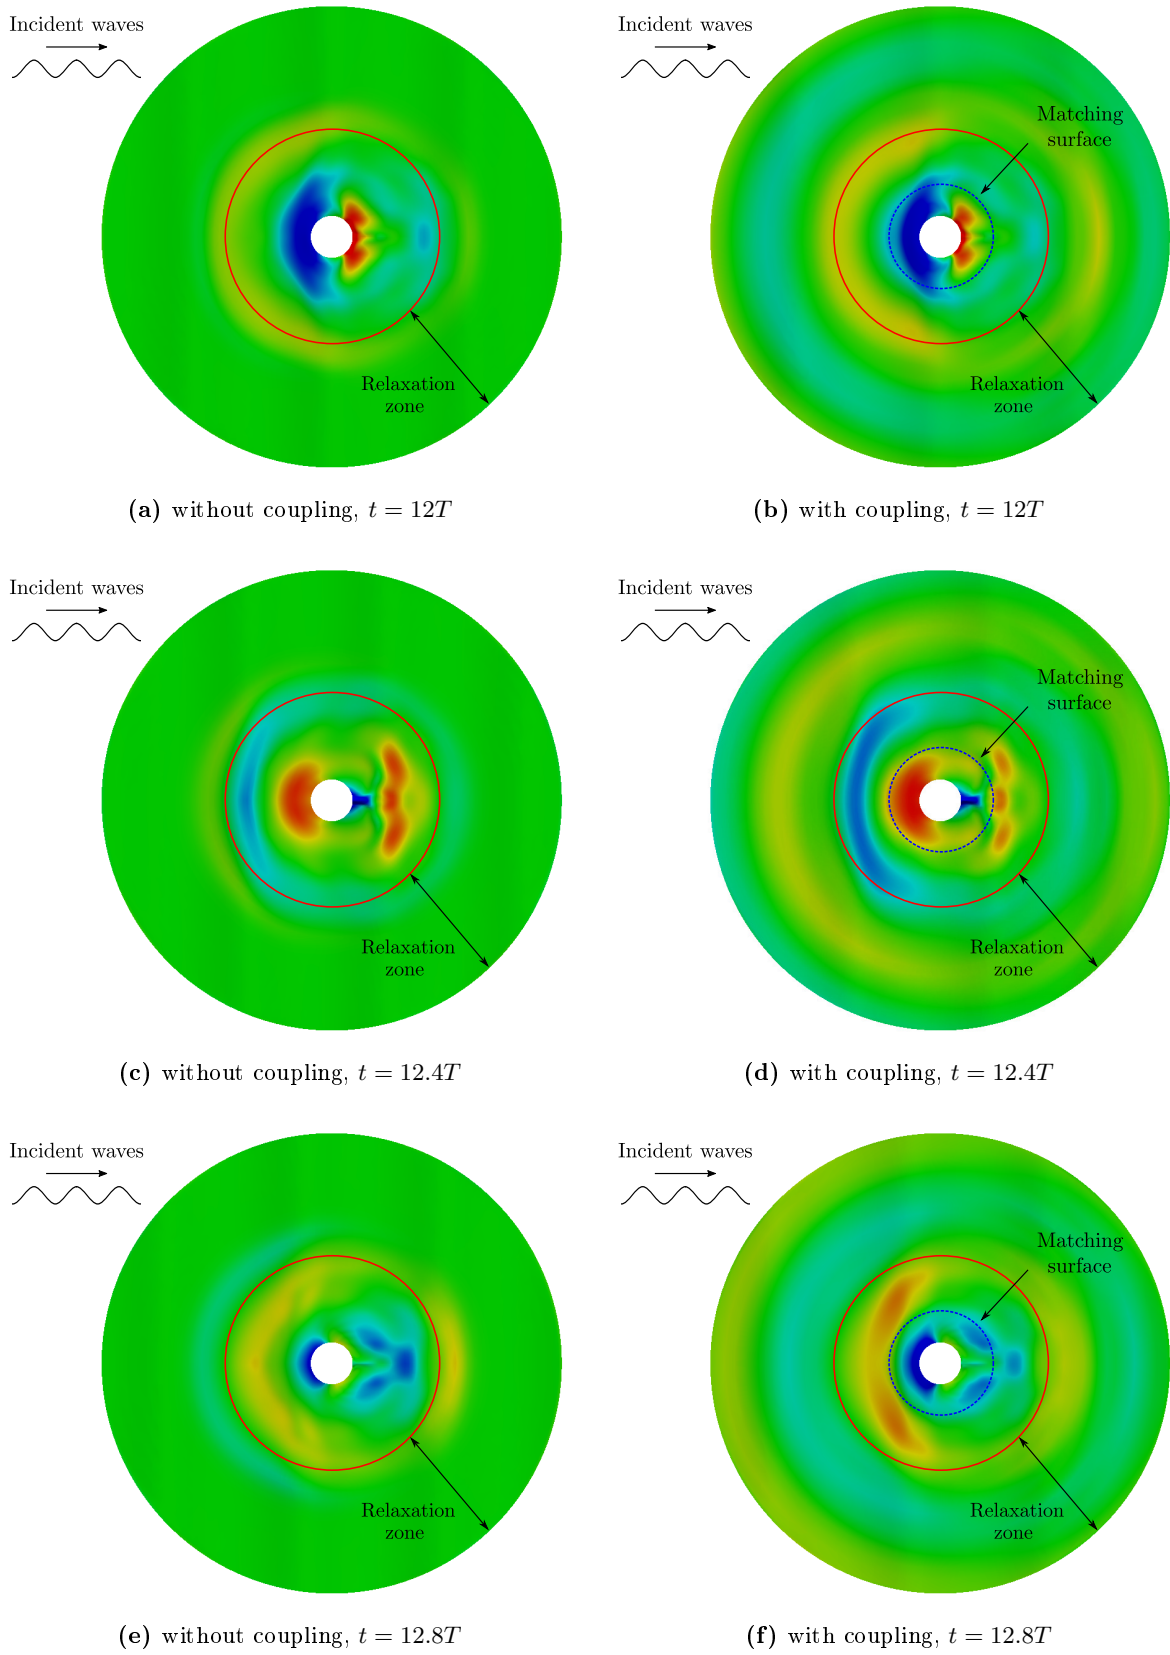 Incident waves
Relaxation
zone
(a) without coupling, t = 12T
Incident waves
Matching
surface
Relaxation
zone
(b) with coupling, t = 12T
Incident waves
Relaxation
zone
(c) without coupling, t = 12.4T
Incident waves
Matching
surface
Relaxation
zone
(d) with coupling, t = 12.4T
Incident waves
Relaxation
zone
(e) without coupling, t = 12.8T
Incident waves
Matching
surface
Relaxation
zone
(f) with coupling, t = 12.8T